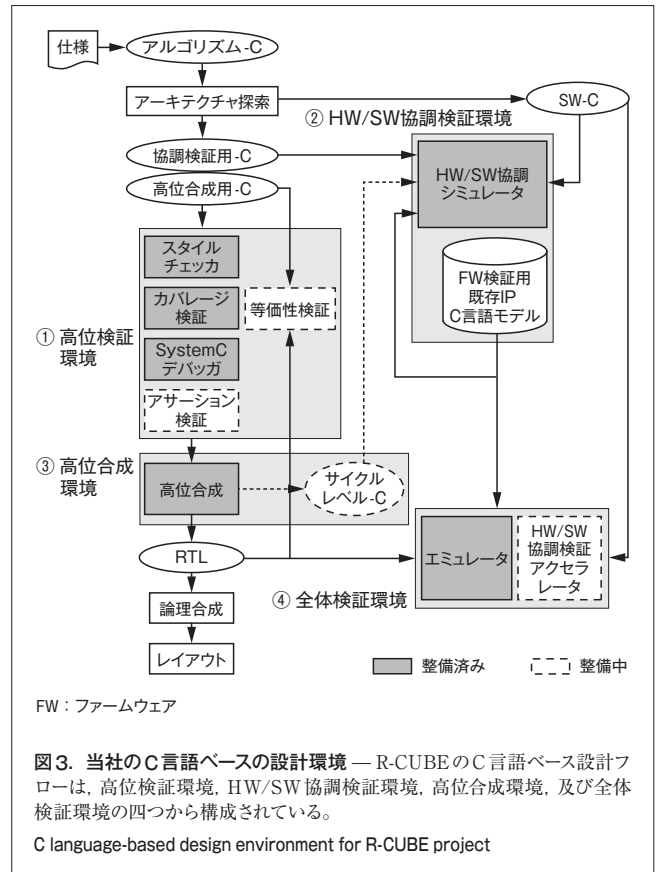 仕様
アルゴリズム-C
アーキテクチャ探索
SW-C
② HW/SW協調検証環境
協調検証用-C
高位合成用-C
HW/SW協調
シミュレータ
スタイル
チェッカ
カバレージ
検証
等価性検証
FW検証用
既存IP
C言語モデル
① 高位検証
環境
SystemC
デバッガ
アサーション
検証
③ 高位合成
環境
高位合成
サイクル
レベル-C
RTL
エミュレータ
HW/SW
協調検証
アクセラ
レータ
④ 全体検証環境
論理合成
レイアウト
整備済み
整備中
FW:ファームウェア
図3. 当社のC言語ベースの設計環境 — R-CUBEのC言語ベース設計フ
ローは,高位検証環境,HW/SW協調検証環境,高位合成環境,及び全体
検証環境の四つから構成されている。
C language-based design environment for R-CUBE project